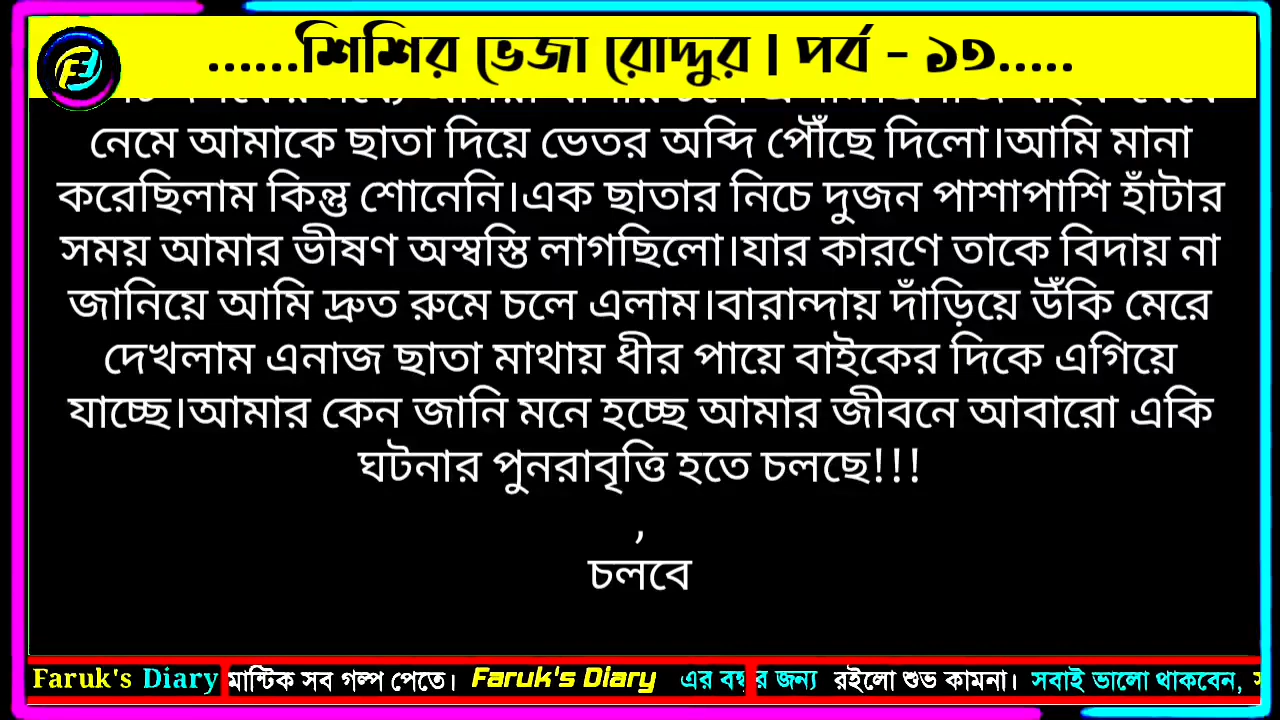 ......শিশির ভেজা রোদ্দুর | পর্ব - ১৩.....
নেমে আমাকে ছাতা দিয়ে ভেতর অব্দি পৌঁছে দিলো।আমি মানা
করেছিলাম কিন্তু শোনেনি।এক ছাতার নিচে দুজন পাশাপাশি হাঁটার
সময় আমার ভীষণ অস্বস্তি লাগছিলো।যার কারণে তাকে বিদায় না
জানিয়ে আমি দ্রুত রুমে চলে এলাম।বারান্দায় দাঁড়িয়ে উঁকি মেরে
দেখলাম এনাজ ছাতা মাথায় ধীর পায়ে বাইকের দিকে এগিয়ে
যাচ্ছে।আমার কেন জানি মনে হচ্ছে আমার জীবনে আবারো একি
ঘটনার পুনরাবৃত্তি হতে চলছে!!!
,
চলবে
Faruk's Diary মান্টিক সব গল্প পেতে। Faruk's Diary এর বন্ধুর জন্য রইলো শুভ কামনা। সবাই ভালো থাকবেন,